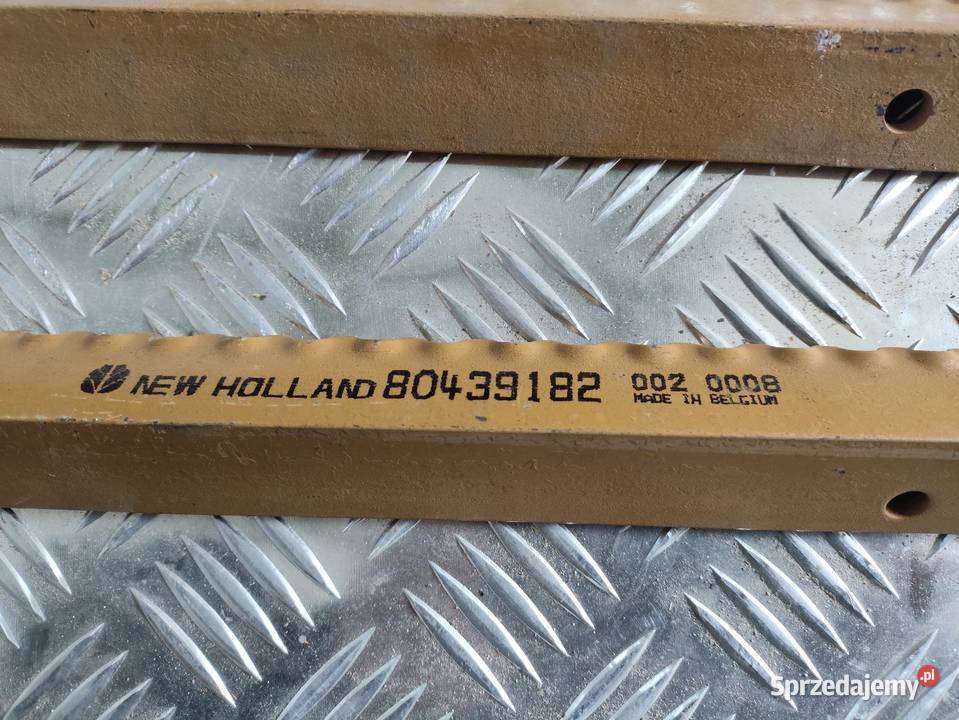 NEW HOLLAND 80439182 002 0008
MADE IN BELGIUM
Sprzedajemy.pl